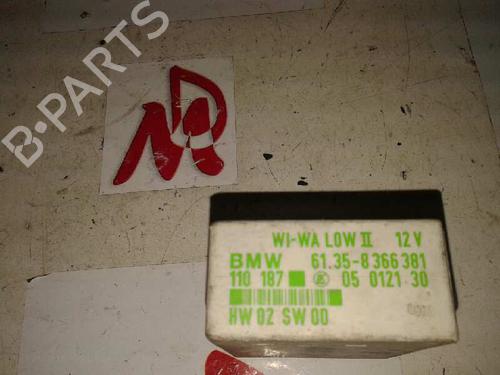 B-PARTS
MD
WI-WA LOW II 12 V
BMW 61.35-8 366 381
110 187 05 0121 30
HW 02 SW 00